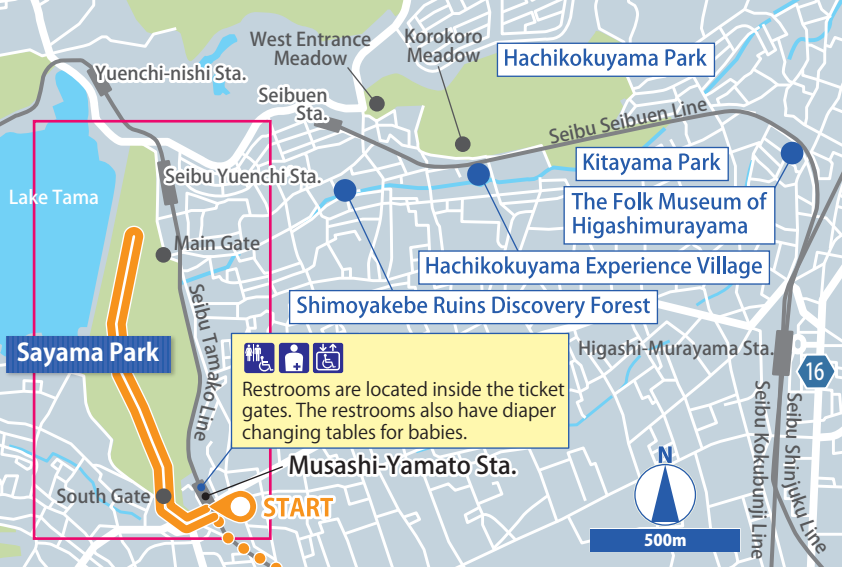 West Entrance
Meadow
Korokoro
Meadow
Hachikokuyama Park
Yuenchi-nishi Sta.
Seibuen
Sta.
Seibu Seibuen Line
Kitayama Park
Seibu Yuenchi Sta.
Lake Tama
The Folk Museum of
Higashimurayama
Main Gate
Hachikokuyama Experience Village
Shimoyakebe Ruins Discovery Forest
Seibu Tamako Line
Sayama Park
Higashi-Murayama Sta.
16
Restrooms are located inside the ticket
gates. The restrooms also have diaper
changing tables for babies.
Seibu Kokubunji Line
Seibu Shinjuku Line
Musashi-Yamato Sta.
N
South Gate
START
500m